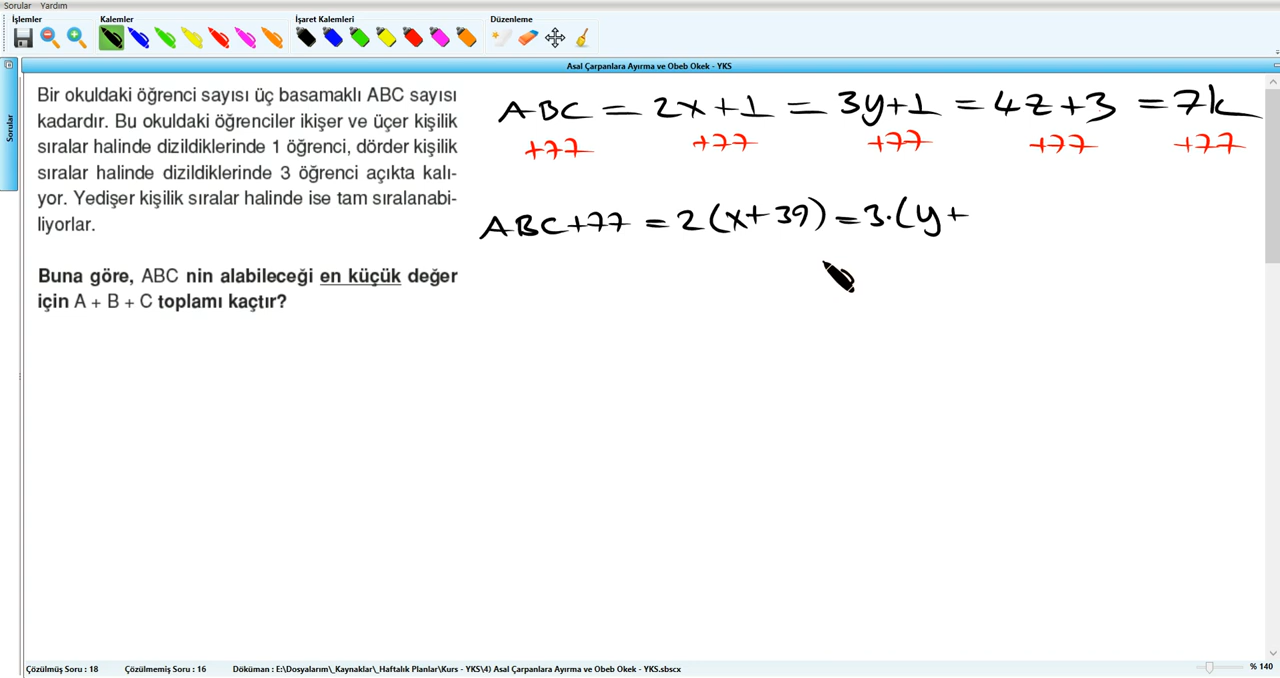 Sorular Yardım
İşlemler Kalemler İşaret Kalemleri Düzenleme
Asal Çarpanlara Ayırma ve Obeb Okek - YKS
Sorular
Bir okuldaki öğrenci sayısı üç basamaklı ABC sayısı
kadardır. Bu okuldaki öğrenciler ikişer ve üçer kişilik
sıralar halinde dizildiklerinde 1 öğrenci, dörder kişilik
sıralar halinde dizildiklerinde 3 öğrenci açıkta kalı-
yor. Yedişer kişilik sıralar halinde ise tam sıralanabi-
liyorlar.
Buna göre, ABC nin alabileceği en küçük değer
için A + B + C toplamı kaçtır?
ABC = 2x+1 = 3y+1 = 4z+3 = 7k
+77 +77 +77 +77 +77
ABC+77 = 2(x+39) = 3.(y+
Çözülmüş Soru : 18 Çözülmemiş Soru : 16 Döküman : E:\Dosyalarım\_Kaynaklar\_Haftalık Planlar\Kurs - YKS\4) Asal Çarpanlara Ayırma ve Obeb Okek - YKS.sbscx % 140